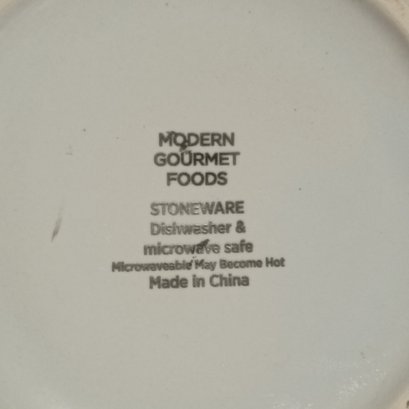 MODERN
GOURMET
FOODS
STONEWARE
Dishwasher &
microwave safe
Microwaveable May Become Hot
Made in China